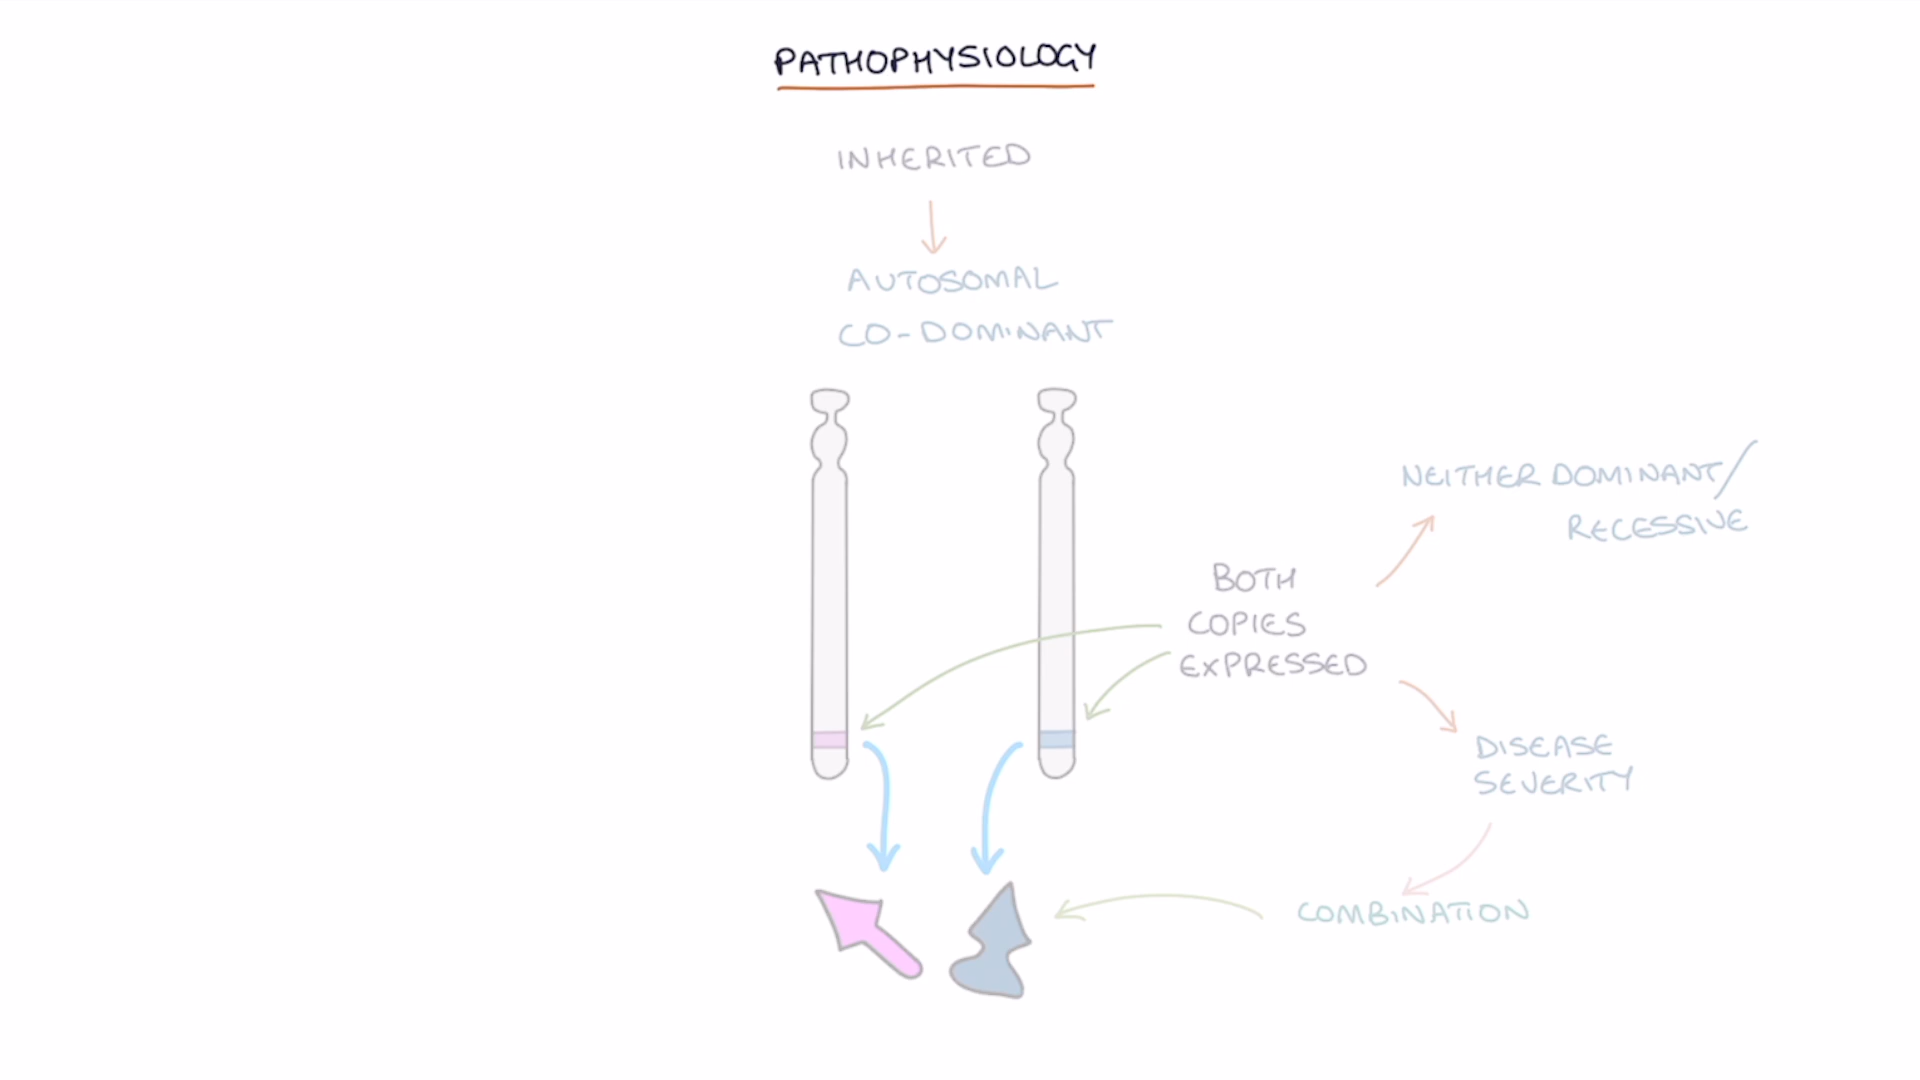 PATHOPHYSIOLOGY
INHERITED
AUTOSOMAL
CO-DOMINANT
NEITHER DOMINANT/
RECESSIVE
BOTH
COPIES
EXPRESSED
DISEASE
SEVERITY
COMBINATION